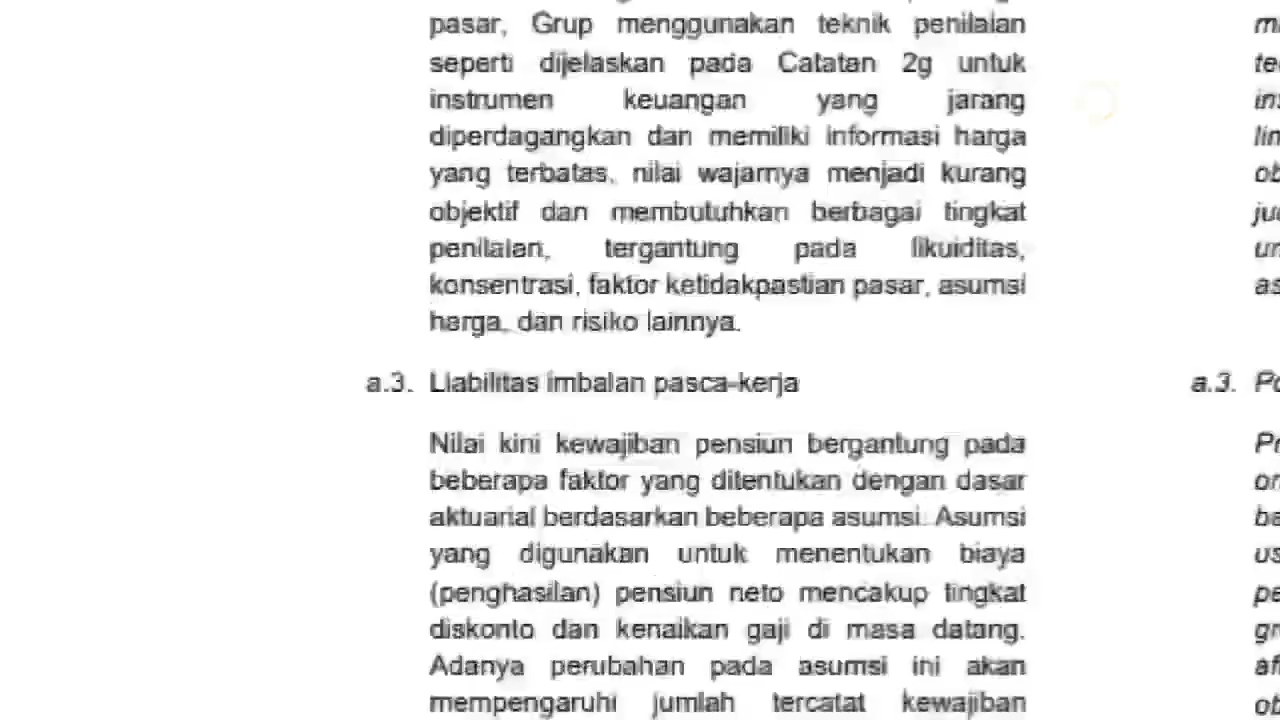 pasar, Grup menggunakan teknik penilaian
seperti dijelaskan pada Catatan 2g untuk
instrumen keuangan yang jarang
diperdagangkan dan memiliki informasi harga
yang terbatas, nilai wajarnya menjadi kurang
objektif dan membutuhkan berbagai tingkat
penilaian, tergantung pada likuiditas,
konsentrasi, faktor ketidakpastian pasar, asumsi
harga, dan risiko lainnya.
a.3. Liabilitas imbalan pasca-kerja
a.3.
Nilai kini kewajiban pensiun bergantung pada
beberapa faktor yang ditentukan dengan dasar
aktuarial berdasarkan beberapa asumsi. Asumsi
yang digunakan untuk menentukan biaya
(penghasilan) pensiun neto mencakup tingkat
diskonto dan kenaikan gaji di masa datang.
Adanya perubahan pada asumsi ini akan
mempengaruhi jumlah tercatat kewajiban